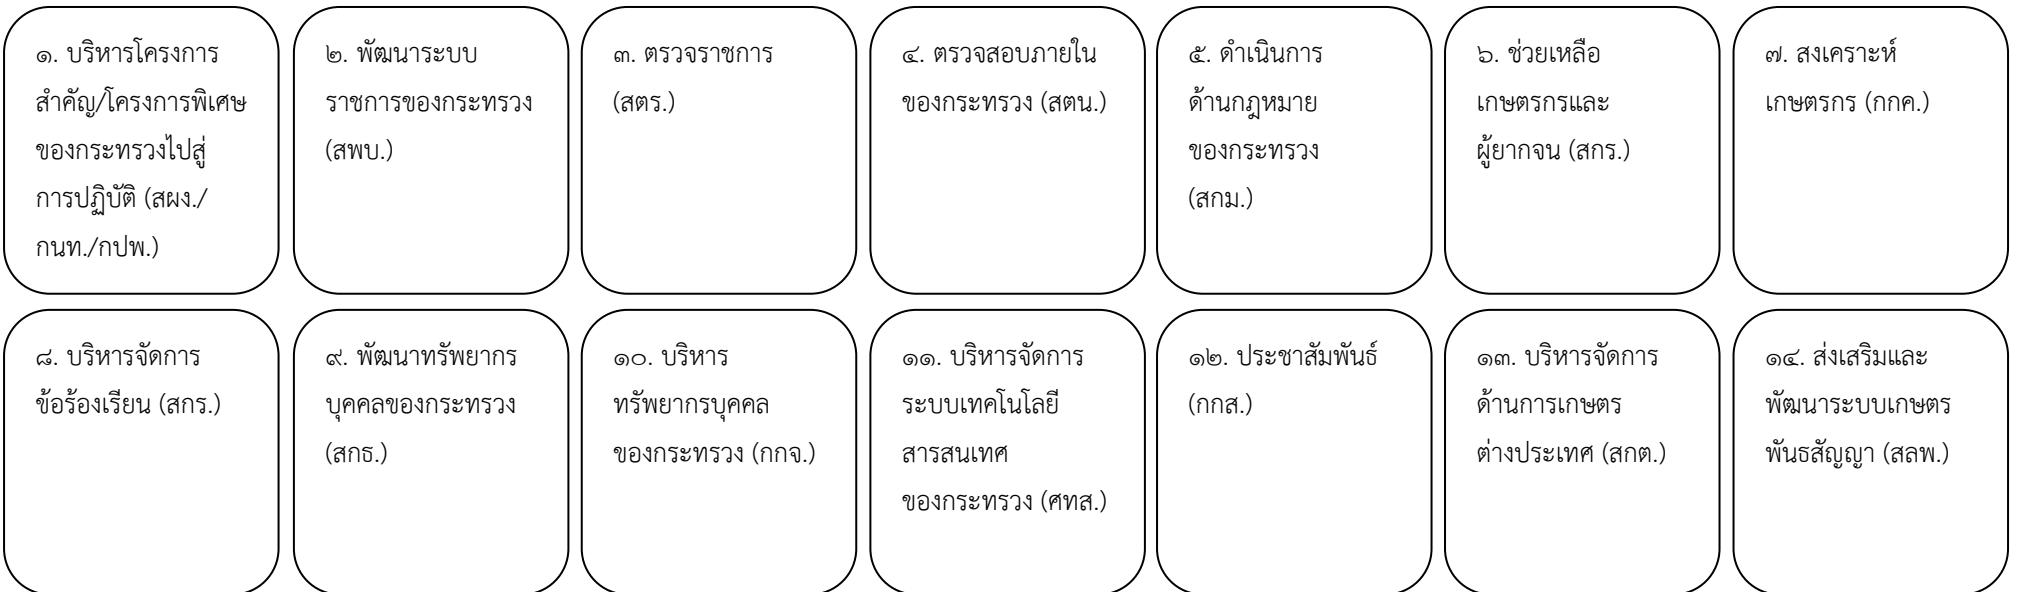 ๑. บริหารโครงการ
สำคัญ/โครงการพิเศษ
ของกระทรวงไปสู่
การปฏิบัติ (สผง./
กนท./กปพ.)
๒. พัฒนาระบบ
ราชการของกระทรวง
(สพบ.)
๓. ตรวจราชการ
(สตร.)
๔. ตรวจสอบภายใน
ของกระทรวง (สตน.)
๕. ดำเนินการ
ด้านกฎหมาย
ของกระทรวง
(สกม.)
๖. ช่วยเหลือ
เกษตรกรและ
ผู้ยากจน (สกร.)
๗. สงเคราะห์
เกษตรกร (กกค.)
๘. บริหารจัดการ
ข้อร้องเรียน (สกร.)
๙. พัฒนาทรัพยากร
บุคคลของกระทรวง
(สกธ.)
๑๐. บริหาร
ทรัพยากรบุคคล
ของกระทรวง (กกจ.)
๑๑. บริหารจัดการ
ระบบเทคโนโลยี
สารสนเทศ
ของกระทรวง (ศทส.)
๑๒. ประชาสัมพันธ์
(กกส.)
๑๓. บริหารจัดการ
ด้านการเกษตร
ต่างประเทศ (สกต.)
๑๔. ส่งเสริมและ
พัฒนาระบบเกษตร
พันธสัญญา (สลพ.)